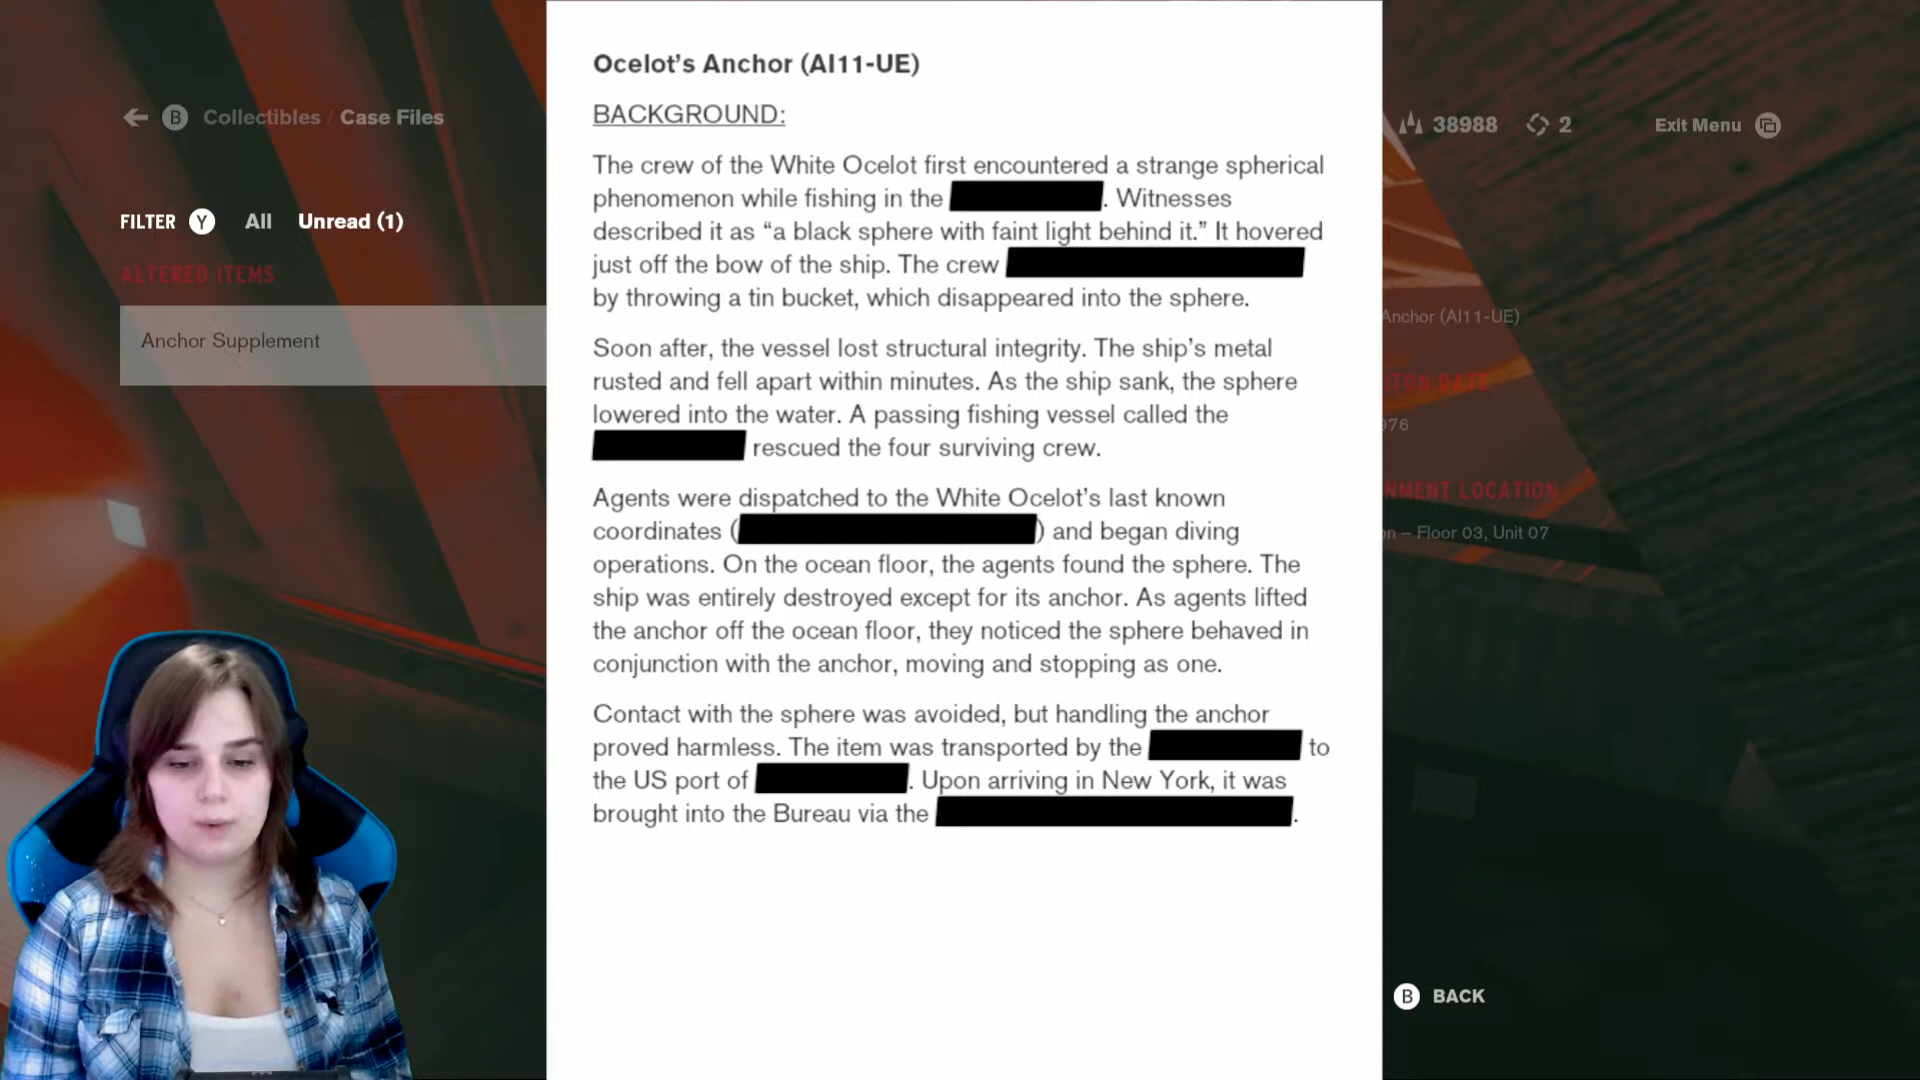 Ocelot’s Anchor (AI11-UE)
BACKGROUND:
The crew of the White Ocelot first encountered a strange spherical
phenomenon while fishing in the . Witnesses
described it as “a black sphere with faint light behind it.” It hovered
just off the bow of the ship. The crew
by throwing a tin bucket, which disappeared into the sphere.
Soon after, the vessel lost structural integrity. The ship’s metal
rusted and fell apart within minutes. As the ship sank, the sphere
lowered into the water. A passing fishing vessel called the
rescued the four surviving crew.
Agents were dispatched to the White Ocelot’s last known
coordinates ( ) and began diving
operations. On the ocean floor, the agents found the sphere. The
ship was entirely destroyed except for its anchor. As agents lifted
the anchor off the ocean floor, they noticed the sphere behaved in
conjunction with the anchor, moving and stopping as one.
Contact with the sphere was avoided, but handling the anchor
proved harmless. The item was transported by the to
the US port of . Upon arriving in New York, it was
brought into the Bureau via the .
B Collectibles / Case Files
FILTER Y All Unread (1)
ALTERED ITEMS
Anchor Supplement
38988 2 Exit Menu
Anchor (AI11-UE)
DATE
976
NMENT LOCATION
n – Floor 03, Unit 07
B BACK